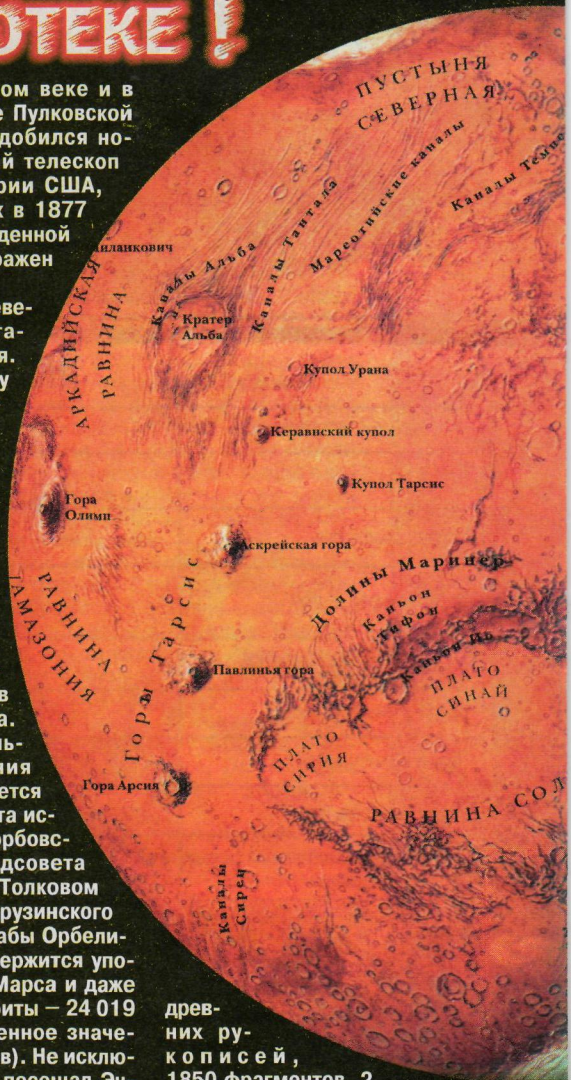 ОТЕКЕ !
ом веке и в
е Пулковской
добился но-
й телескоп
рии США,
х в 1877
денной
ражен
еве-
та-
я.
у
в
а.
ль-
ния
ется
та ис-
орбовс-
дсовета
Толковом
рузинского
абы Орбели-
ержится упо-
Марса и даже
биты – 24 019
енное значе-
в). Не исклю-
древ-
них ру-
кописей,
1850 фрагментов, 2
ПУСТЫНЯ
СЕВЕРНАЯ
Каналы Темпе
Мареотийские каналы
Каналы Тантала
Каналы Альба
Кратер
Альба
АРКАДИЙСКАЯ
РАВНИНА
Купол Урана
Керавнский купол
Купол Тарсис
Гора
Олимп
Аскрейская гора
РАВНИНА
АМАЗОНИЯ
Горы Тарсис
Долины Маринер
Каньон
Тифон
Каньон Ио
Павлинья гора
ПЛАТО
СИНАЙ
ПЛАТО
СИРИЯ
Гора Арсия
РАВНИНА СОЛ
Каналы
Сирен